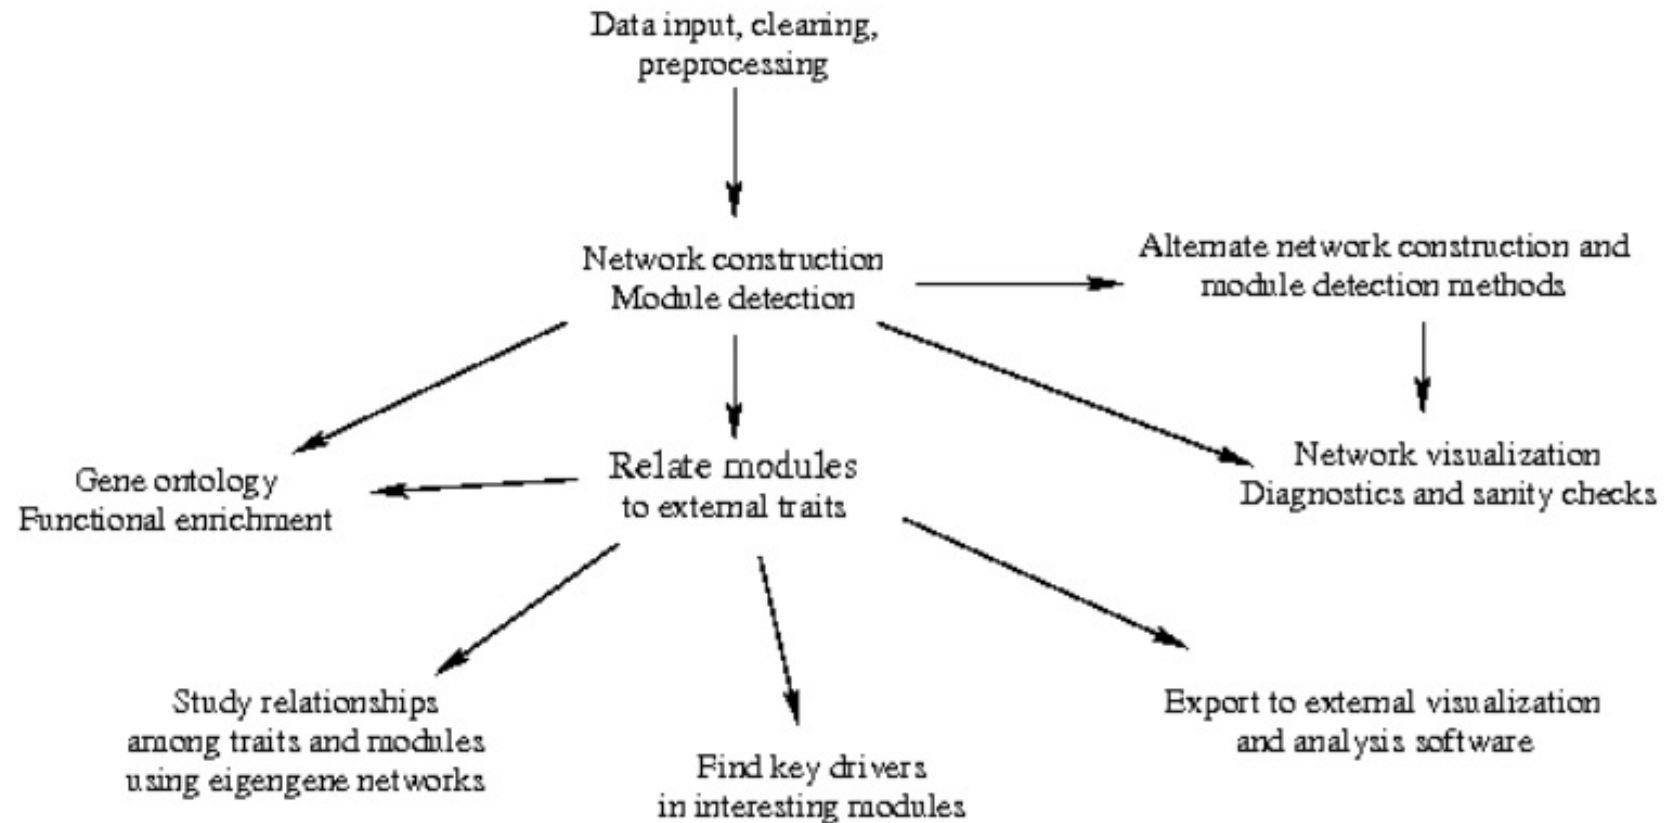 Data input, cleaning,
preprocessing
Network construction
Module detection
Alternate network construction and
module detection methods
Relate modules
to external traits
Gene ontology
Functional enrichment
Network visualization
Diagnostics and sanity checks
Study relationships
among traits and modules
using eigengene networks
Find key drivers
in interesting modules
Export to external visualization
and analysis software